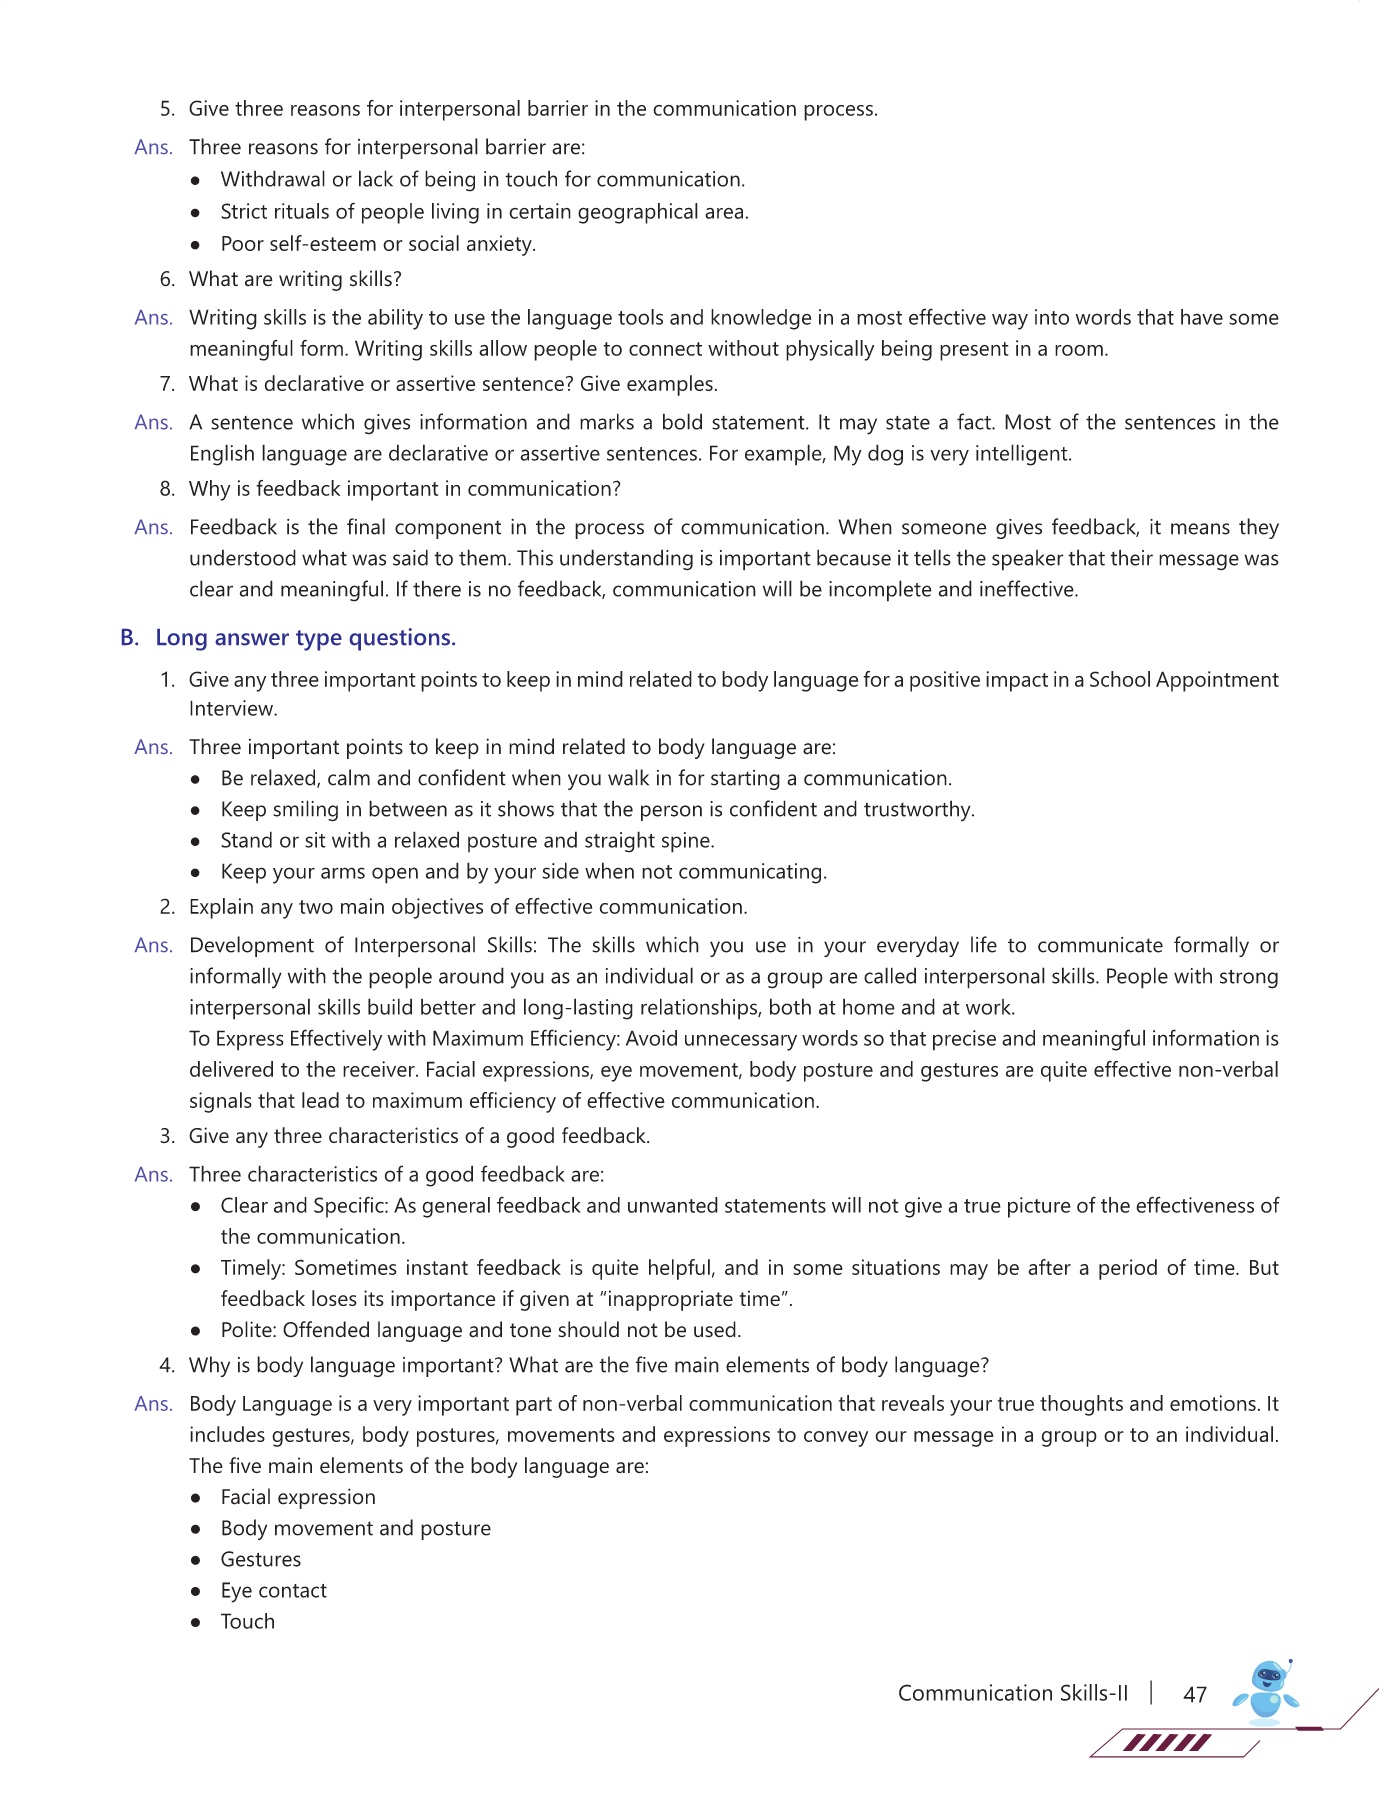 5. Give three reasons for interpersonal barrier in the communication process.
Ans. Three reasons for interpersonal barrier are:
● Withdrawal or lack of being in touch for communication.
● Strict rituals of people living in certain geographical area.
● Poor self-esteem or social anxiety.
6. What are writing skills?
Ans. Writing skills is the ability to use the language tools and knowledge in a most effective way into words that have some
meaningful form. Writing skills allow people to connect without physically being present in a room.
7. What is declarative or assertive sentence? Give examples.
Ans. A sentence which gives information and marks a bold statement. It may state a fact. Most of the sentences in the
English language are declarative or assertive sentences. For example, My dog is very intelligent.
8. Why is feedback important in communication?
Ans. Feedback is the final component in the process of communication. When someone gives feedback, it means they
understood what was said to them. This understanding is important because it tells the speaker that their message was
clear and meaningful. If there is no feedback, communication will be incomplete and ineffective.
B. Long answer type questions.
1. Give any three important points to keep in mind related to body language for a positive impact in a School Appointment
Interview.
Ans. Three important points to keep in mind related to body language are:
● Be relaxed, calm and confident when you walk in for starting a communication.
● Keep smiling in between as it shows that the person is confident and trustworthy.
● Stand or sit with a relaxed posture and straight spine.
● Keep your arms open and by your side when not communicating.
2. Explain any two main objectives of effective communication.
Ans. Development of Interpersonal Skills: The skills which you use in your everyday life to communicate formally or
informally with the people around you as an individual or as a group are called interpersonal skills. People with strong
interpersonal skills build better and long-lasting relationships, both at home and at work.
To Express Effectively with Maximum Efficiency: Avoid unnecessary words so that precise and meaningful information is
delivered to the receiver. Facial expressions, eye movement, body posture and gestures are quite effective non-verbal
signals that lead to maximum efficiency of effective communication.
3. Give any three characteristics of a good feedback.
Ans. Three characteristics of a good feedback are:
● Clear and Specific: As general feedback and unwanted statements will not give a true picture of the effectiveness of
the communication.
● Timely: Sometimes instant feedback is quite helpful, and in some situations may be after a period of time. But
feedback loses its importance if given at “inappropriate time”.
● Polite: Offended language and tone should not be used.
4. Why is body language important? What are the five main elements of body language?
Ans. Body Language is a very important part of non-verbal communication that reveals your true thoughts and emotions. It
includes gestures, body postures, movements and expressions to convey our message in a group or to an individual.
The five main elements of the body language are:
● Facial expression
● Body movement and posture
● Gestures
● Eye contact
● Touch
Communication Skills-II | 47